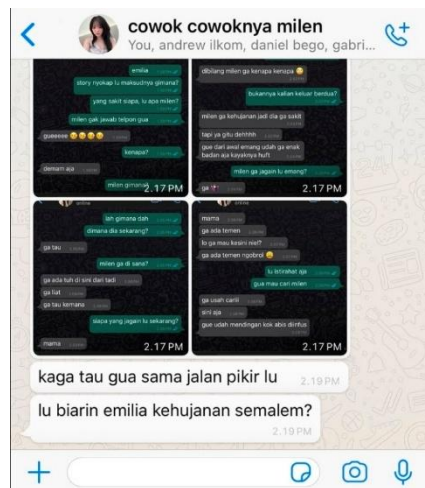 cowok cowoknya milen
You, andrew ilkom, daniel bego, gabri...
emilia
story nyokap lu maksudnya gimana?
yang sakit siapa, lu apa milen?
milen gak jawab telpon gua
gueeeee
kenapa?
demam aja
milen gimana
2.17 PM
dibilang milen ga kenapa kenapa
bukannya kalian keluar berdua?
milen ga kehujanan jadi dia ga sakit
tapi ya gitu dehhhh
gue dari awal emang udah ga enak
badan aja kayaknya huft
milen ga jagain lu emang?
ga
2.17 PM
lah gimana dah
dimana dia sekarang?
ga tau
milen ga di sana?
ga ada tuh di sini dari tadi
ga liat
ga tau kemana
siapa yang jagain lu sekarang?
mama
2.17 PM
mama
ga ada temen
lo ga mau kesini niel?
ga ada temen ngobrol
lu istirahat aja
gua mau cari milen
ga usah carii
sini aja
gue udah mendingan kok abis diinfus
2.17 PM
kaga tau gua sama jalan pikir lu
2.19 PM
lu biarin emilia kehujanan semalem?
2.19 PM